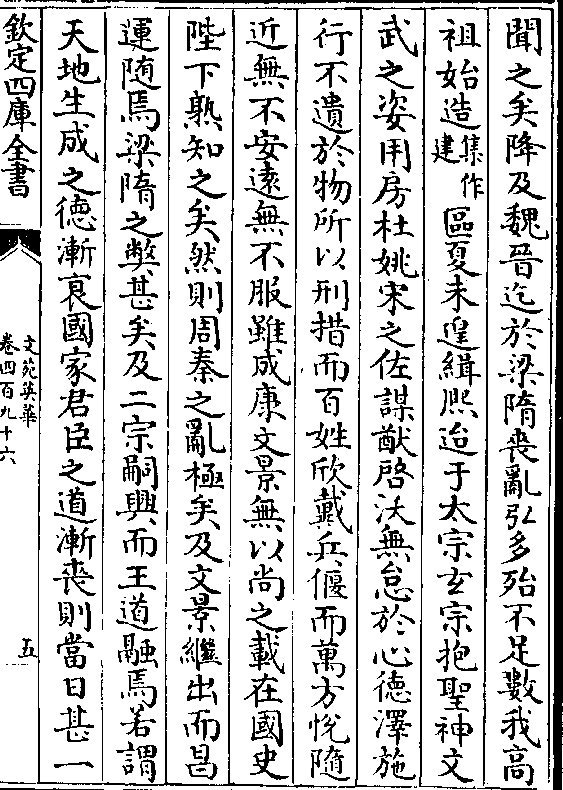 聞之矣降及魏晉迄於梁隋喪亂弘多殆不足數我高
祖始造集作建區夏未遑緝熈迨于太宗𤣥宗抱聖神文
武之姿用房杜姚宋之佐謀猷啓沃無怠於心德澤施
行不遺於物所以刑措而百姓欣戴兵偃而萬方悅隨
近無不安遠無不服雖成康文景無以尚之載在國史
陛下熟知之矣然則周秦之亂極矣及文景繼出而昌
運隨焉梁隋之弊甚矣及二宗嗣興而王道融焉若謂
天地生成之德漸衰國家君臣之道漸喪則當日甚一
欽定四庫全書
文苑英華
卷四百九十六
五